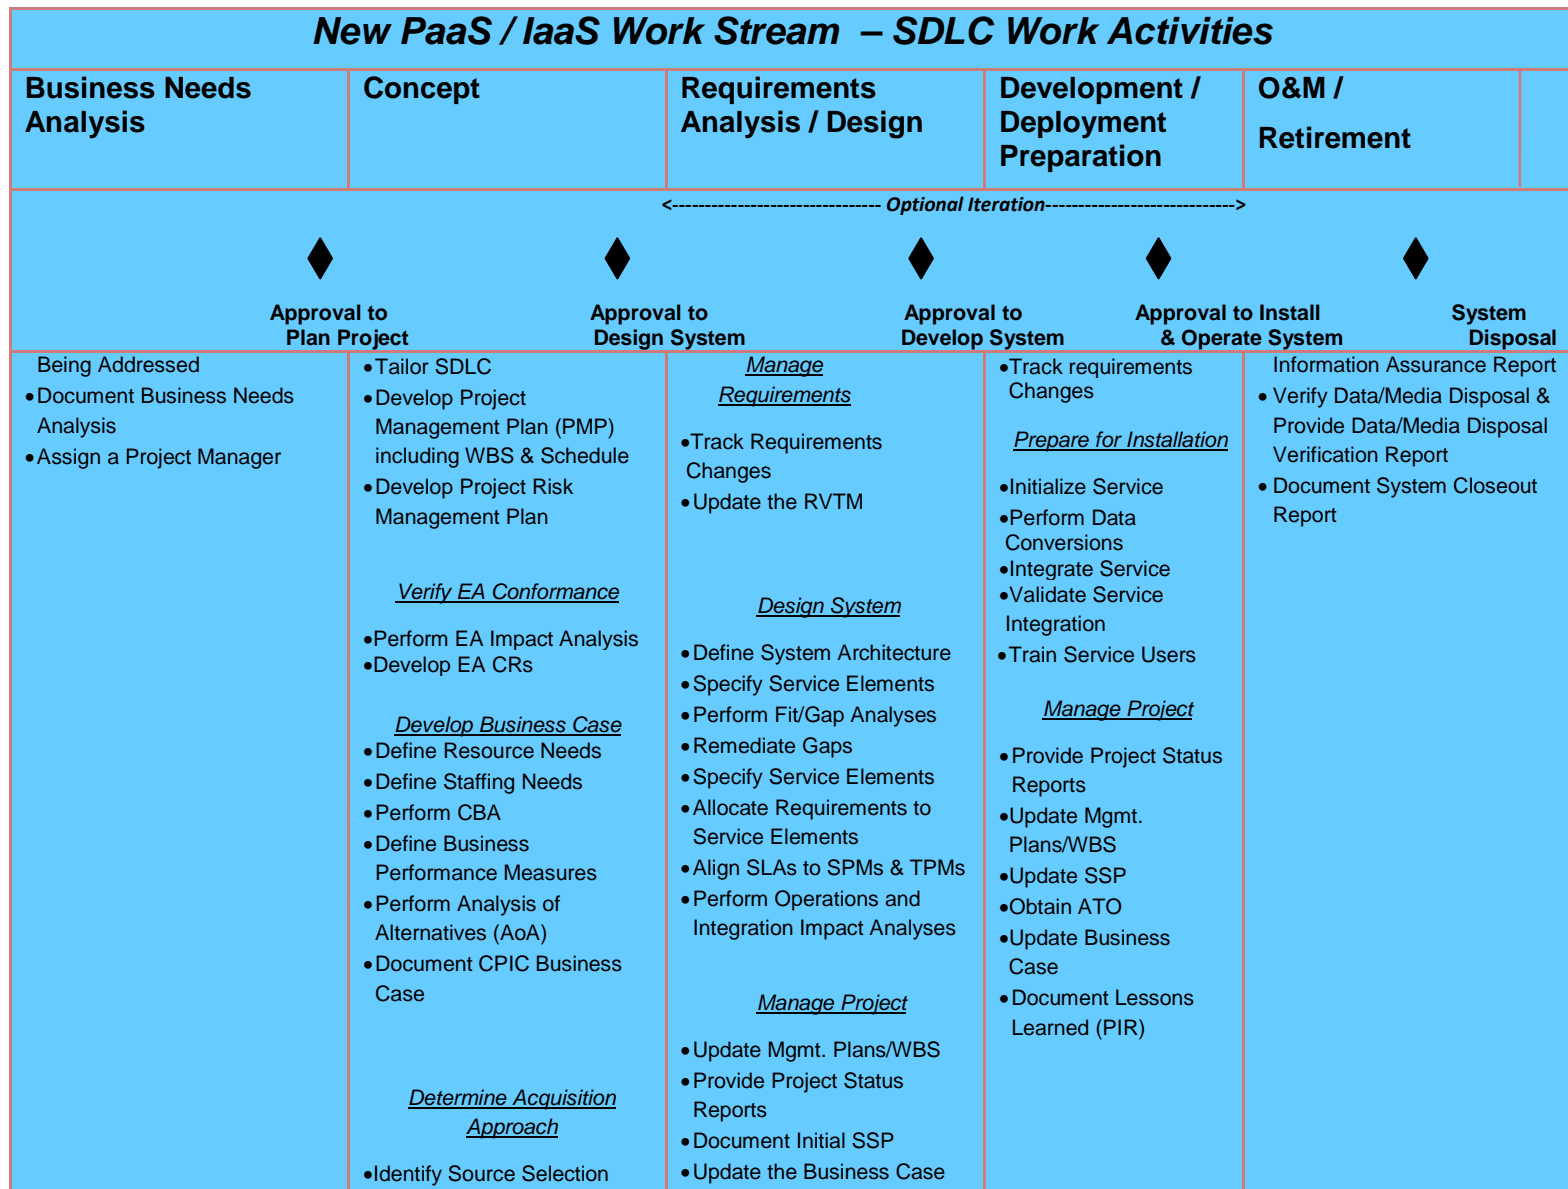 New PaaS / IaaS Work Stream – SDLC Work Activities
Business Needs
Analysis
Concept
Requirements
Analysis / Design
Development /
Deployment
Preparation
O&M /
Retirement
<-------------------------------- Optional Iteration----------------------------->
Approval to
Plan Project
Approval to
Design System
Approval to
Develop System
Approval to Install
& Operate System
System
Disposal
Being Addressed
•Document Business Needs
Analysis
•Assign a Project Manager
•Tailor SDLC
•Develop Project
Management Plan (PMP)
including WBS & Schedule
•Develop Project Risk
Management Plan
Verify EA Conformance
•Perform EA Impact Analysis
•Develop EA CRs
Develop Business Case
•Define Resource Needs
•Define Staffing Needs
•Perform CBA
•Define Business
Performance Measures
•Perform Analysis of
Alternatives (AoA)
•Document CPIC Business
Case
Determine Acquisition
Approach
•Identify Source Selection
Manage
Requirements
•Track Requirements
Changes
•Update the RVTM
Design System
•Define System Architecture
•Specify Service Elements
•Perform Fit/Gap Analyses
•Remediate Gaps
•Specify Service Elements
•Allocate Requirements to
Service Elements
•Align SLAs to SPMs & TPMs
•Perform Operations and
Integration Impact Analyses
Manage Project
•Update Mgmt. Plans/WBS
•Provide Project Status
Reports
•Document Initial SSP
•Update the Business Case
•Track requirements
Changes
Prepare for Installation
•Initialize Service
•Perform Data
Conversions
•Integrate Service
•Validate Service
Integration
•Train Service Users
Manage Project
•Provide Project Status
Reports
•Update Mgmt.
Plans/WBS
•Update SSP
•Obtain ATO
•Update Business
Case
•Document Lessons
Learned (PIR)
Information Assurance Report
• Verify Data/Media Disposal &
Provide Data/Media Disposal
Verification Report
• Document System Closeout
Report